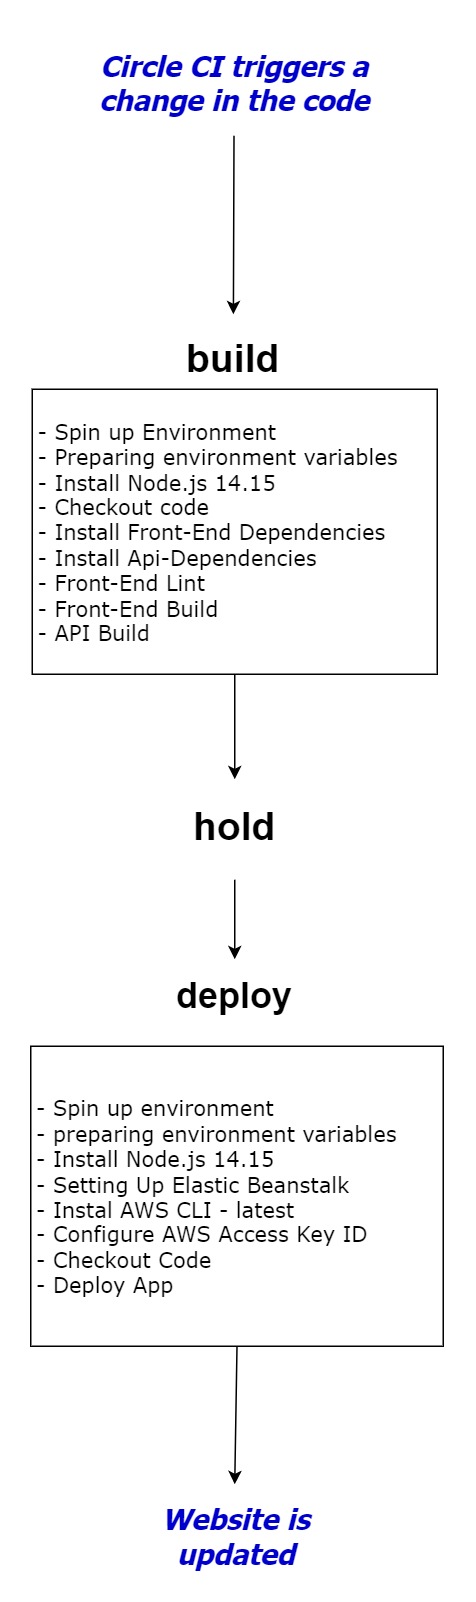 Circle CI triggers a
change in the code
build
- Spin up Environment
- Preparing environment variables
- Install Node.js 14.15
- Checkout code
- Install Front-End Dependencies
- Install Api-Dependencies
- Front-End Lint
- Front-End Build
- API Build
hold
deploy
- Spin up environment
- preparing environment variables
- Install Node.js 14.15
- Setting Up Elastic Beanstalk
- Instal AWS CLI - latest
- Configure AWS Access Key ID
- Checkout Code
- Deploy App
Website is
updated